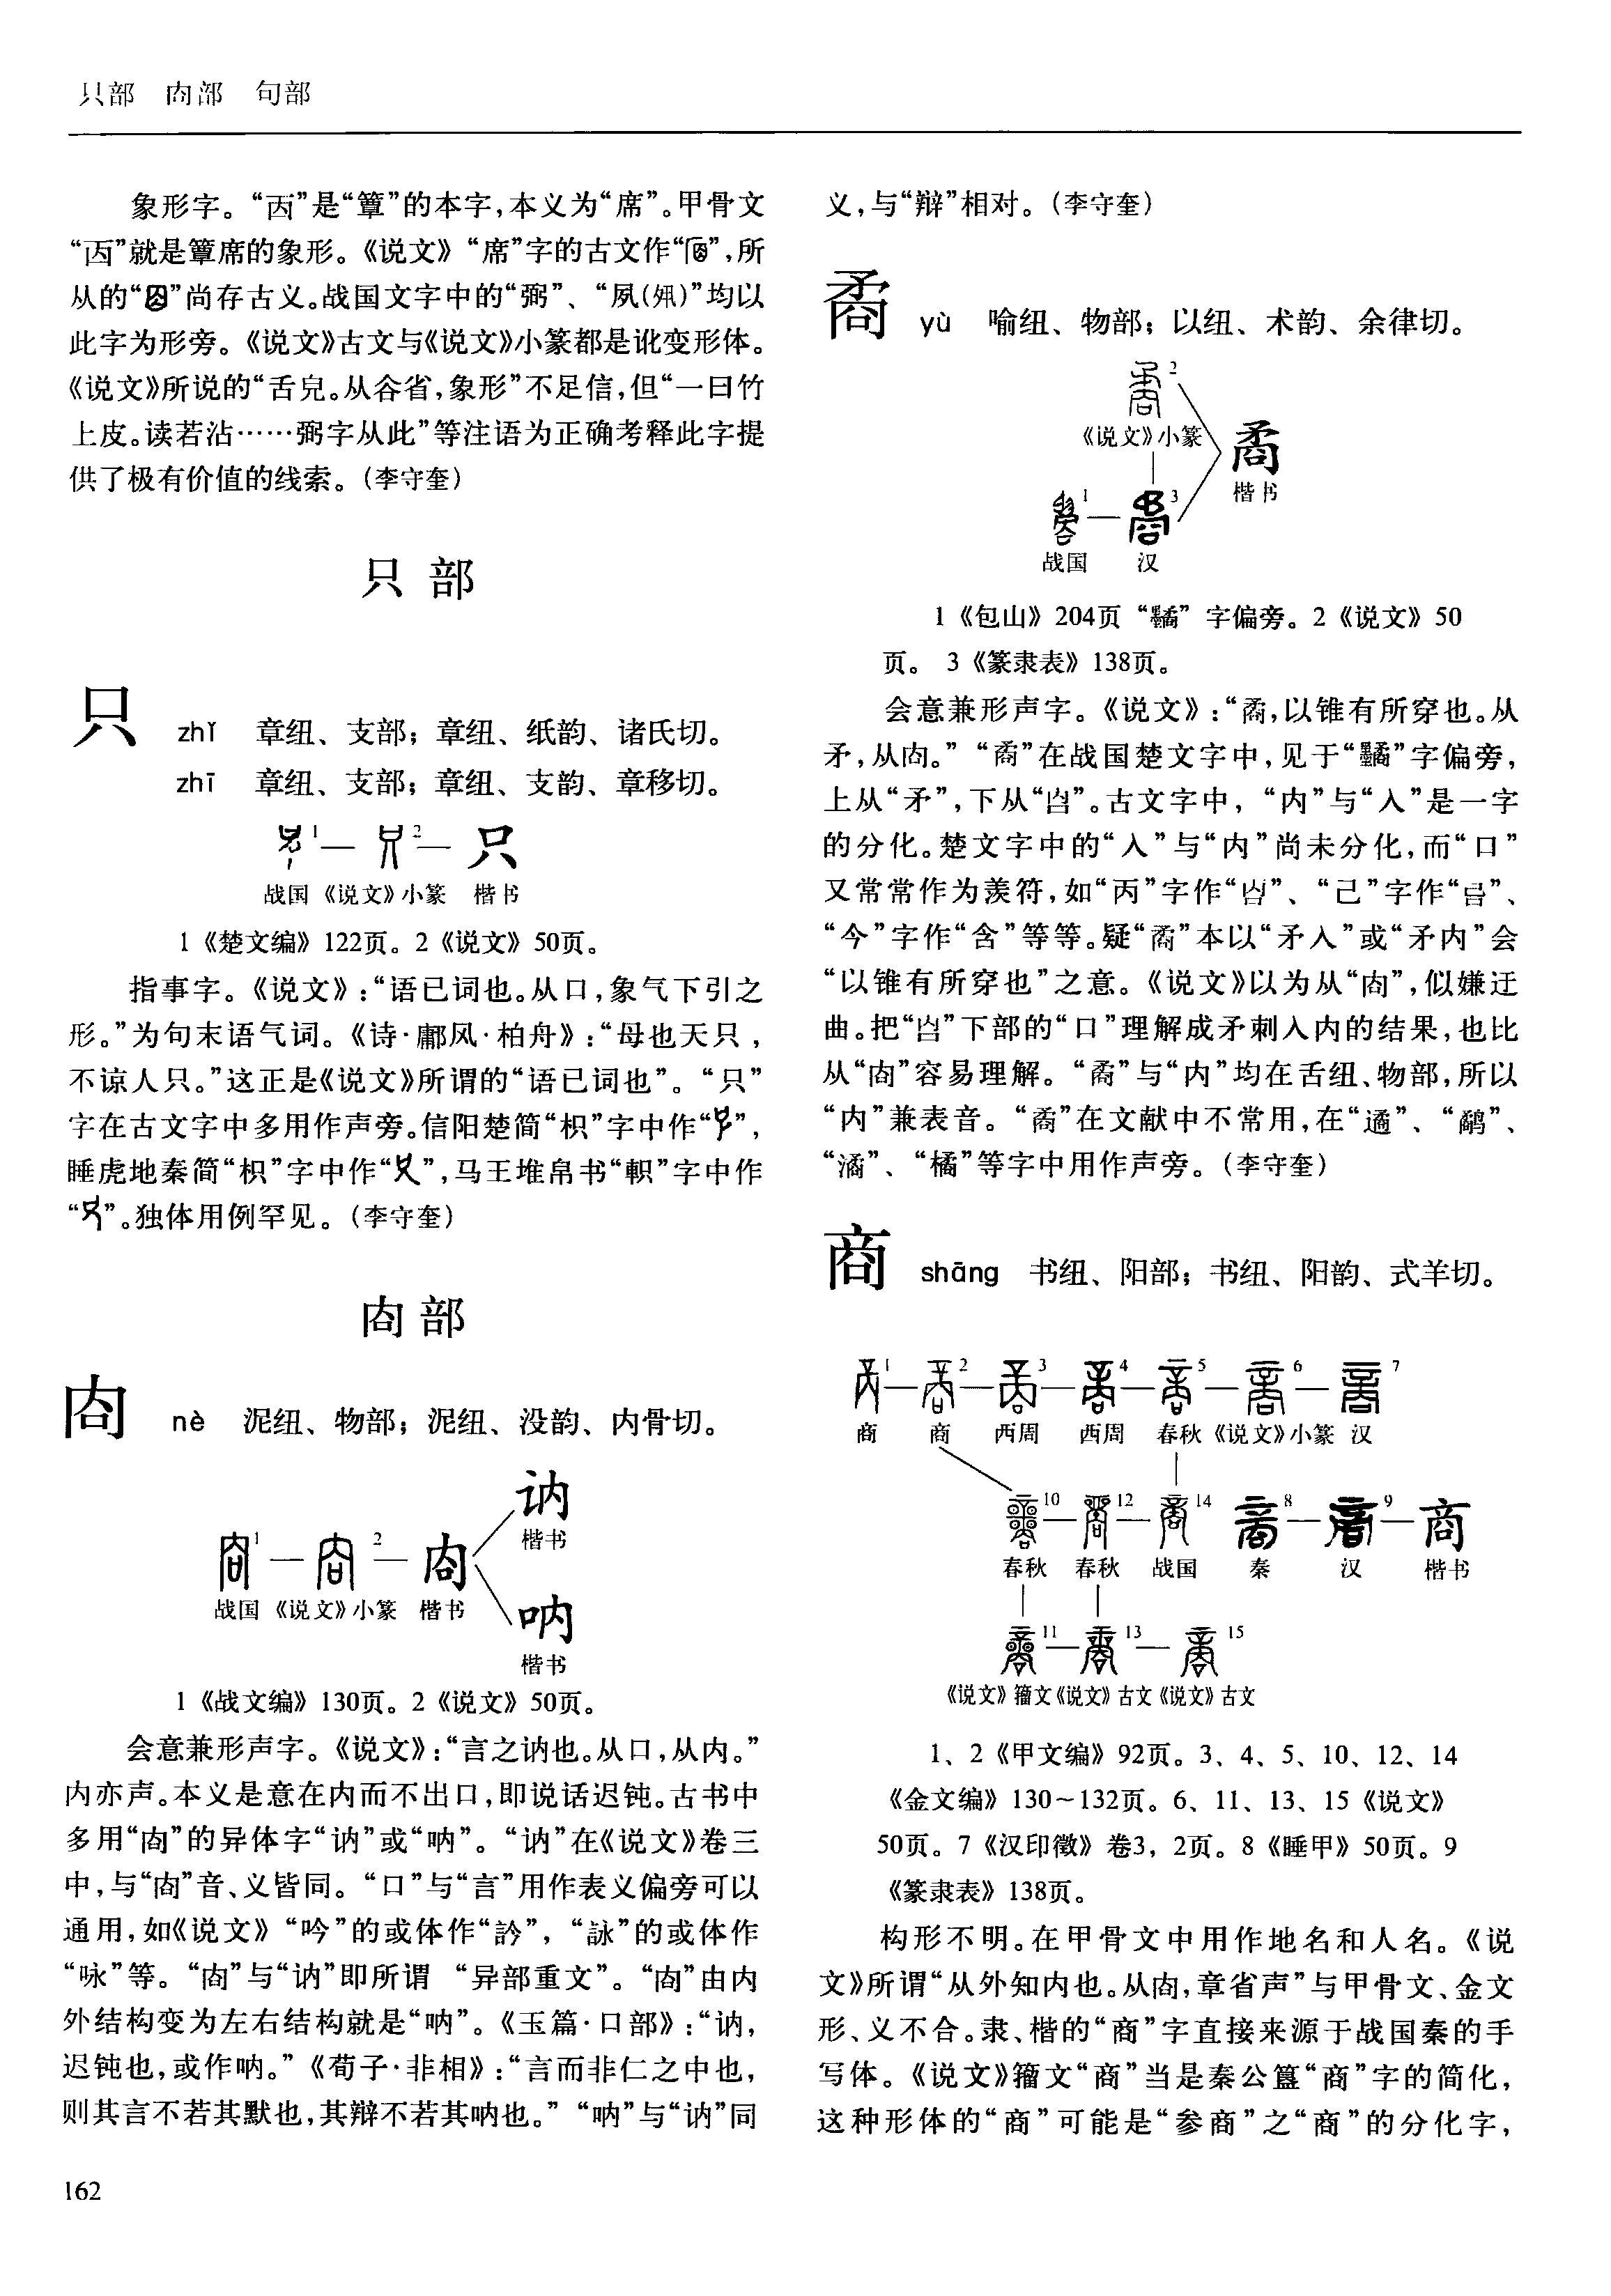 只部 㕯部 句部
象形字。“㐁”是“簟”的本字,本义为“席”。甲骨文
“㐁”就是簟席的象形。《说文》“席”字的古文作“”,所
从的“”尚存古义。战国文字中的“弼”、“夙(㛱)”均以
此字为形旁。《说文》古文与《说文》小篆都是讹变形体。
《说文》所说的“舌皃。从谷省,象形”不足信,但“一曰竹
上皮。读若沾……弼字从此”等注语为正确考释此字提
供了极有价值的线索。(李守奎)
只 部
只 zhǐ 章纽、支部；章纽、纸韵、诸氏切。
zhī 章纽、支部；章纽、支韵、章移切。
1 — 2 — 只
战国 《说文》小篆 楷书
1《楚文编》122页。2《说文》50页。
指事字。《说文》:“语已词也。从口,象气下引之
形。”为句末语气词。《诗·鄘风·柏舟》:“母也天只,
不谅人只。”这正是《说文》所谓的“语已词也”。“只”
字在古文字中多用作声旁。信阳楚简“枳”字中作“”,
睡虎地秦简“枳”字中作“”,马王堆帛书“軹”字中作
“”。独体用例罕见。(李守奎)
㕯 部
㕯 nè 泥纽、物部；泥纽、没韵、内骨切。
讷
楷书
1 — 2 — 㕯
战国 《说文》小篆 楷书
呐
楷书
1《战文编》130页。2《说文》50页。
会意兼形声字。《说文》:“言之讷也。从口,从内。”
内亦声。本义是意在内而不出口,即说话迟钝。古书中
多用“㕯”的异体字“讷”或“呐”。“讷”在《说文》卷三
中,与“㕯”音、义皆同。“口”与“言”用作表义偏旁可以
通用,如《说文》“吟”的或体作“訡”,“詠”的或体作
“咏”等。“㕯”与“讷”即所谓 “异部重文”。“㕯”由内
外结构变为左右结构就是“呐”。《玉篇·口部》:“讷,
迟钝也,或作呐。”《荀子·非相》:“言而非仁之中也,
则其言不若其默也,其辩不若其呐也。”“呐”与“讷”同
162
义,与“辩”相对。(李守奎)
矞 yù 喻纽、物部；以纽、术韵、余律切。
2
《说文》小篆
矞
楷书
1 — 3
战国 汉
1《包山》204页“”字偏旁。2《说文》50
页。 3《篆隶表》138页。
会意兼形声字。《说文》:“矞,以锥有所穿也。从
矛,从㕯。”“矞”在战国楚文字中,见于“”字偏旁,
上从“矛”,下从“”。古文字中,“内”与“入”是一字
的分化。楚文字中的“入”与“内”尚未分化,而“口”
又常常作为羡符,如“丙”字作“”、“己”字作“”、
“今”字作“含”等等。疑“矞”本以“矛入”或“矛内”会
“以锥有所穿也”之意。《说文》以为从“㕯”,似嫌迂
曲。把“”下部的“口”理解成矛刺入内的结果,也比
从“㕯”容易理解。“矞”与“内”均在舌纽、物部,所以
“内”兼表音。“矞”在文献中不常用,在“遹”、“鹬”、
“潏”、“橘”等字中用作声旁。(李守奎)
商 shāng 书纽、阳部；书纽、阳韵、式羊切。
1 — 2 — 3 — 4 — 5 — 6 — 7
商 商 西周 西周 春秋 《说文》小篆 汉
10 — 12 — 14 8 — 9 — 商
春秋 春秋 战国 秦 汉 楷书
11 — 13 — 15
《说文》籀文《说文》古文《说文》古文
1、2《甲文编》92页。3、4、5、10、12、14
《金文编》130~132页。6、11、13、15《说文》
50页。7《汉印徵》卷3，2页。8《睡甲》50页。9
《篆隶表》138页。
构形不明。在甲骨文中用作地名和人名。《说
文》所谓“从外知内也。从㕯,章省声”与甲骨文、金文
形、义不合。隶、楷的“商”字直接来源于战国秦的手
写体。《说文》籀文“商”当是秦公簋“商”字的简化,
这种形体的“商”可能是“参商”之“商”的分化字,